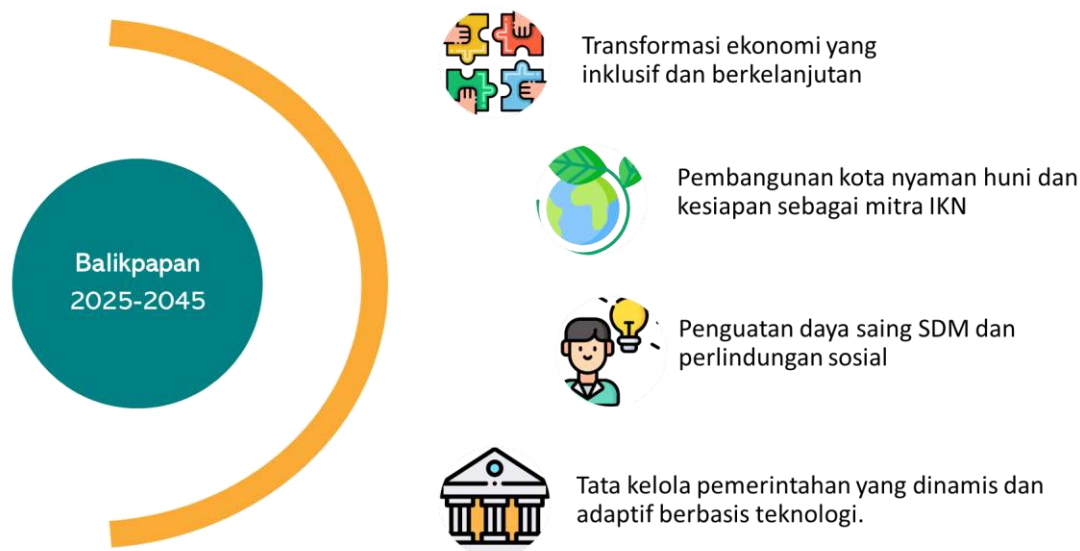 Balikpapan
2025-2045
Transformasi ekonomi yang
inklusif dan berkelanjutan
Pembangunan kota nyaman huni dan
kesiapan sebagai mitra IKN
Penguatan daya saing SDM dan
perlindungan sosial
Tata kelola pemerintahan yang dinamis dan
adaptif berbasis teknologi.